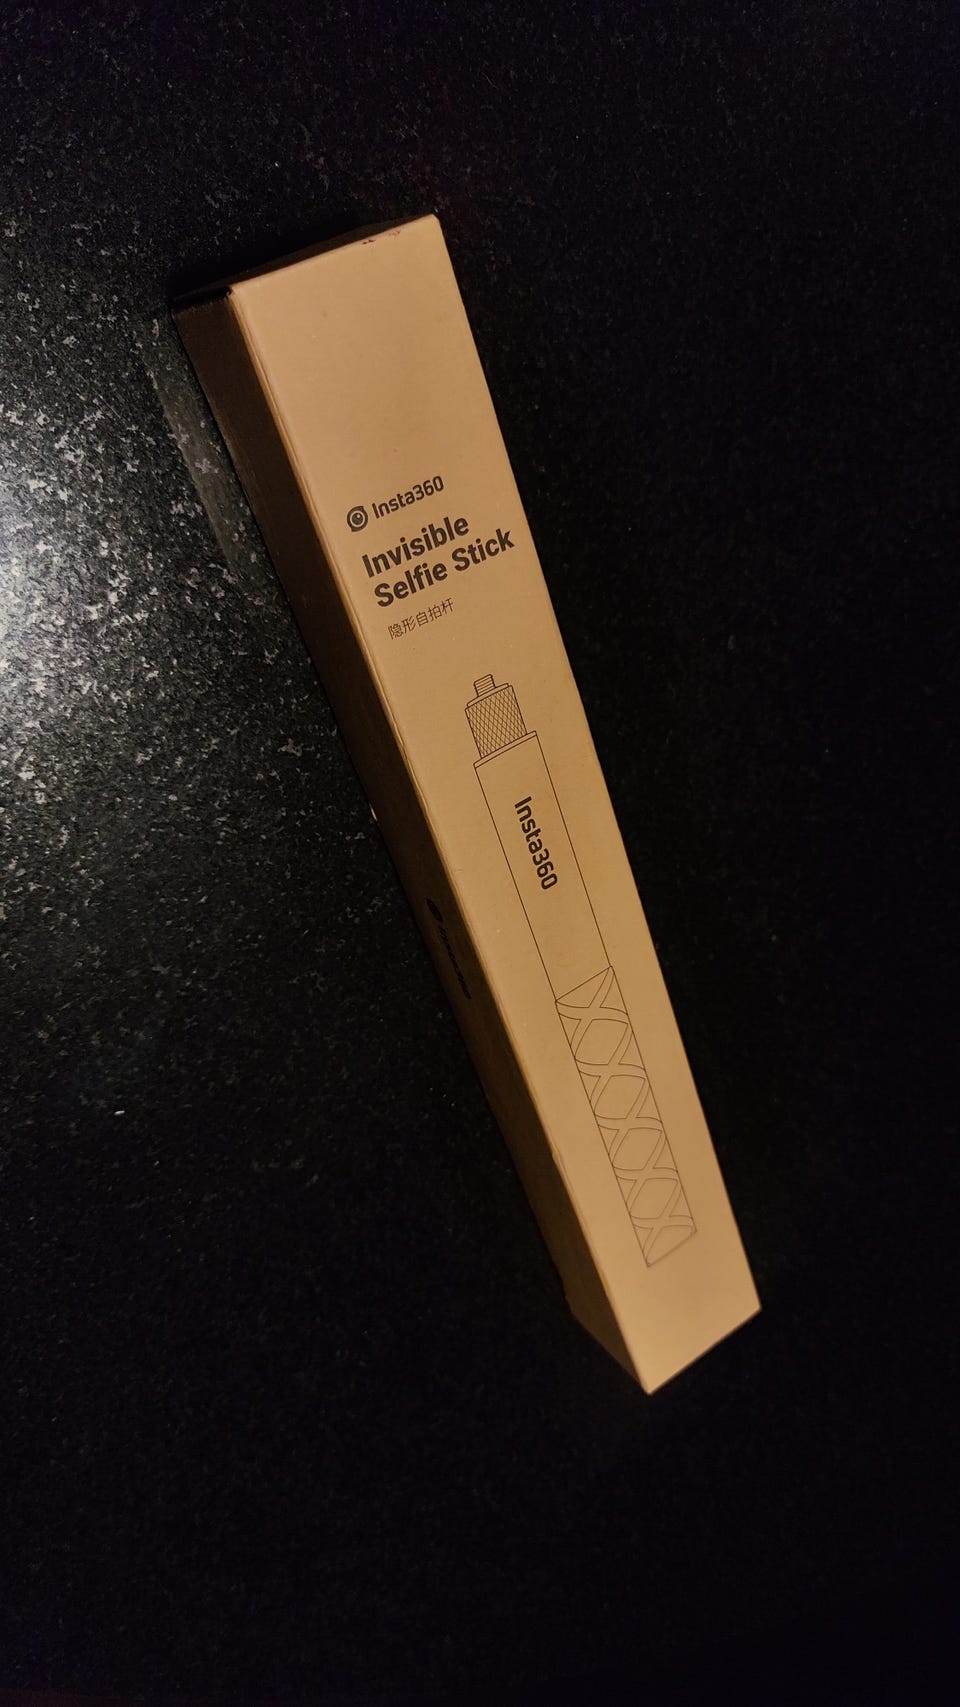 Insta360
Invisible
Selfie Stick
隐形自拍杆
Insta360